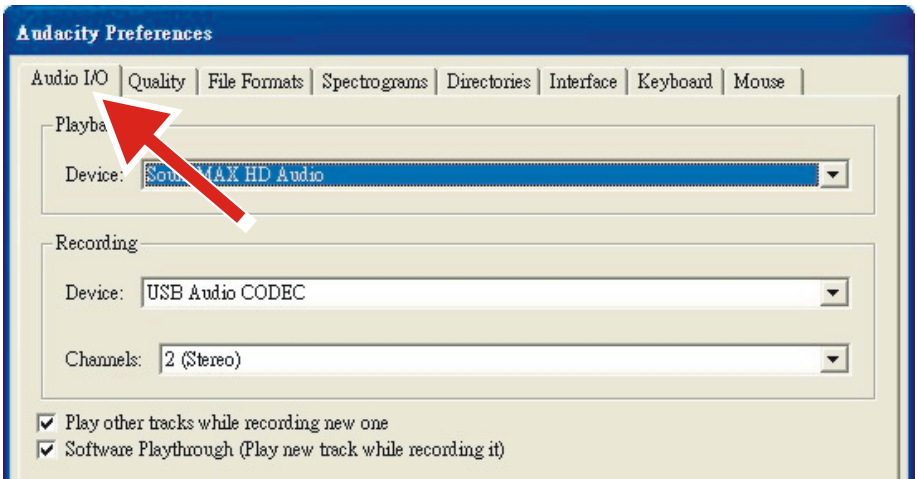 Audacity Preferences
Audio I/O Quality File Formats Spectrograms Directories Interface Keyboard Mouse
Device: HD Audio
Recording
Device: USB Audio CODEC
Channels: 2 (Stereo)
Play other tracks while recording new one
Software Playthrough (Play new track while recording it)